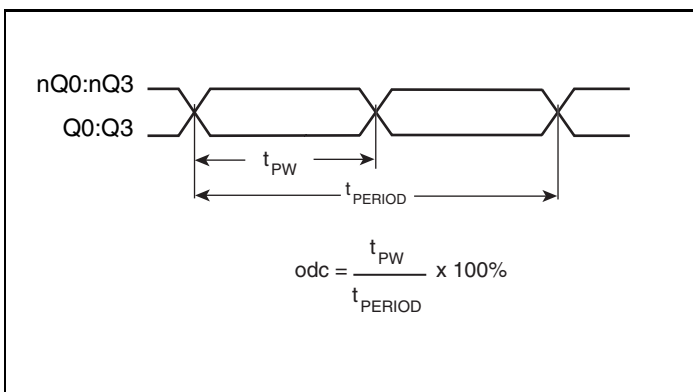 nQ0:nQ3
Q0:Q3
tPW
tPERIOD
odc = tPW / tPERIOD x 100%